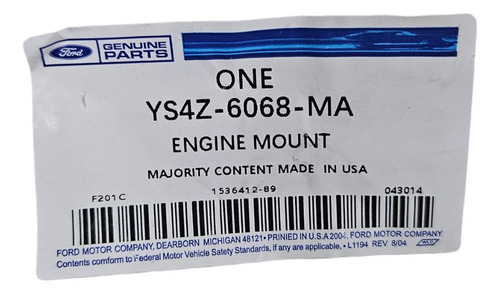 Ford
GENUINE
PARTS
ONE
YS4Z-6068-MA
ENGINE MOUNT
MAJORITY CONTENT MADE IN USA
F201C 1536412-89 043014
FORD MOTOR COMPANY, DEARBORN MICHIGAN 48121• PRINTED IN U.S.A 2004, FORD MOTOR COMPANY
Contents conform to Federal Motor Vehicle Safety Standards, if any are applicable. • L1194 REV 8/04